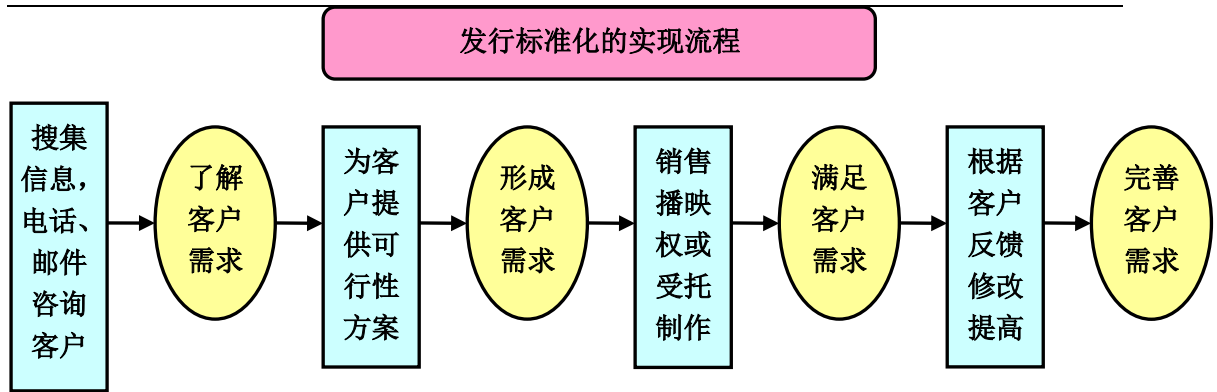 发行标准化的实现流程
搜集
信息，
电话、
邮件
咨询
客户
了解
客户
需求
为客
户提
供可
行性
方案
形成
客户
需求
销售
播映
权或
受托
制作
满足
客户
需求
根据
客户
反馈
修改
提高
完善
客户
需求